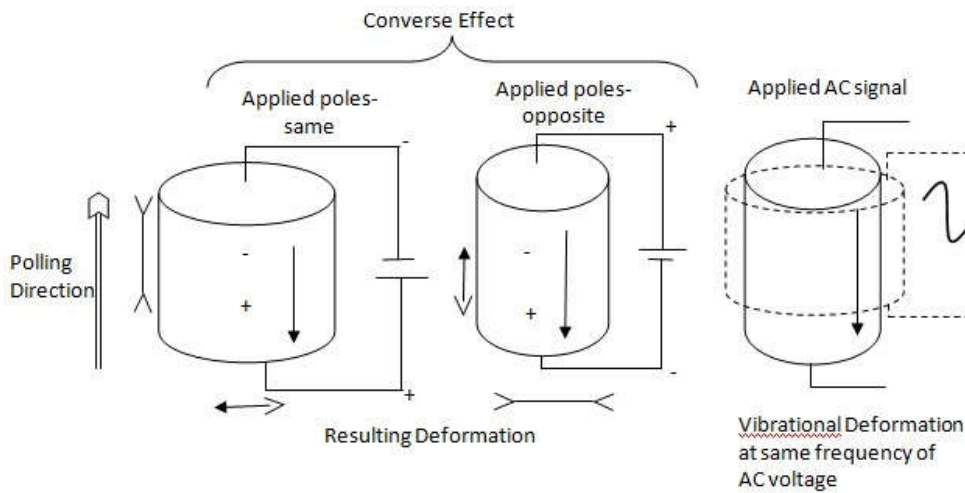 Converse Effect
Applied poles-
same
Applied poles-
opposite
Applied AC signal
-
+
Polling
Direction
-
+
-
+
+
-
Resulting Deformation
Vibrational Deformation
at same frequency of
AC voltage